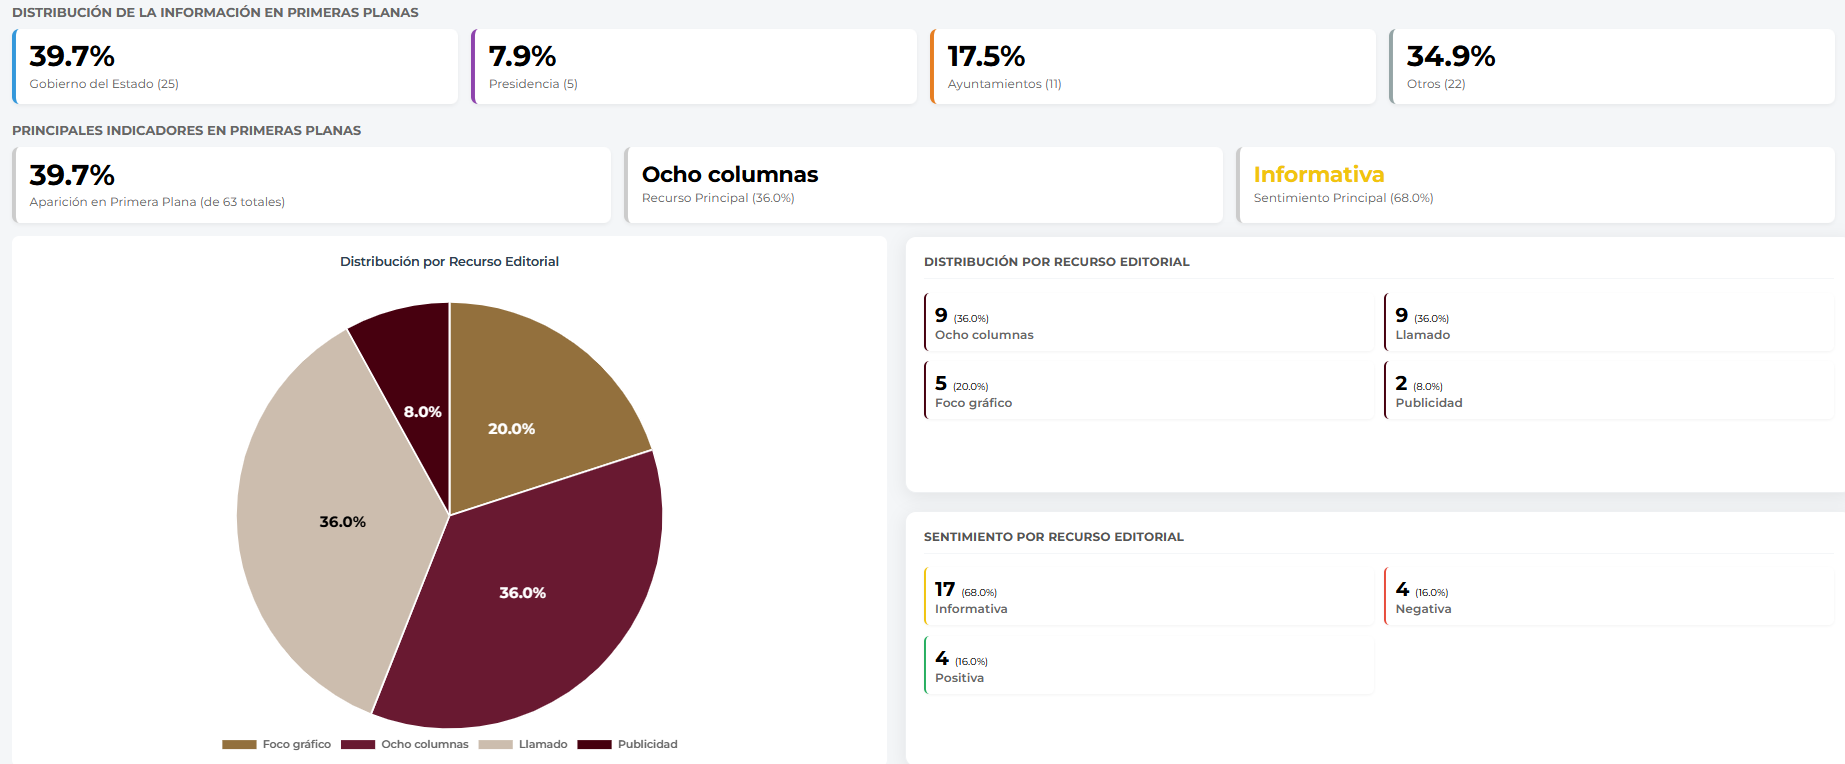 DISTRIBUCIÓN DE LA INFORMACIÓN EN PRIMERAS PLANAS
39.7%
Gobierno del Estado (25)
7.9%
Presidencia (5)
17.5%
Ayuntamientos (11)
34.9%
Otros (22)
PRINCIPALES INDICADORES EN PRIMERAS PLANAS
39.7%
Aparición en Primera Plana (de 63 totales)
Ocho columnas
Recurso Principal (36.0%)
Informativa
Sentimiento Principal (68.0%)
Distribución por Recurso Editorial
8.0%
20.0%
36.0%
36.0%
Foco gráfico
Ocho columnas
Llamado
Publicidad
DISTRIBUCIÓN POR RECURSO EDITORIAL
9 (36.0%)
Ocho columnas
9 (36.0%)
Llamado
5 (20.0%)
Foco gráfico
2 (8.0%)
Publicidad
SENTIMIENTO POR RECURSO EDITORIAL
17 (68.0%)
Informativa
4 (16.0%)
Negativa
4 (16.0%)
Positiva